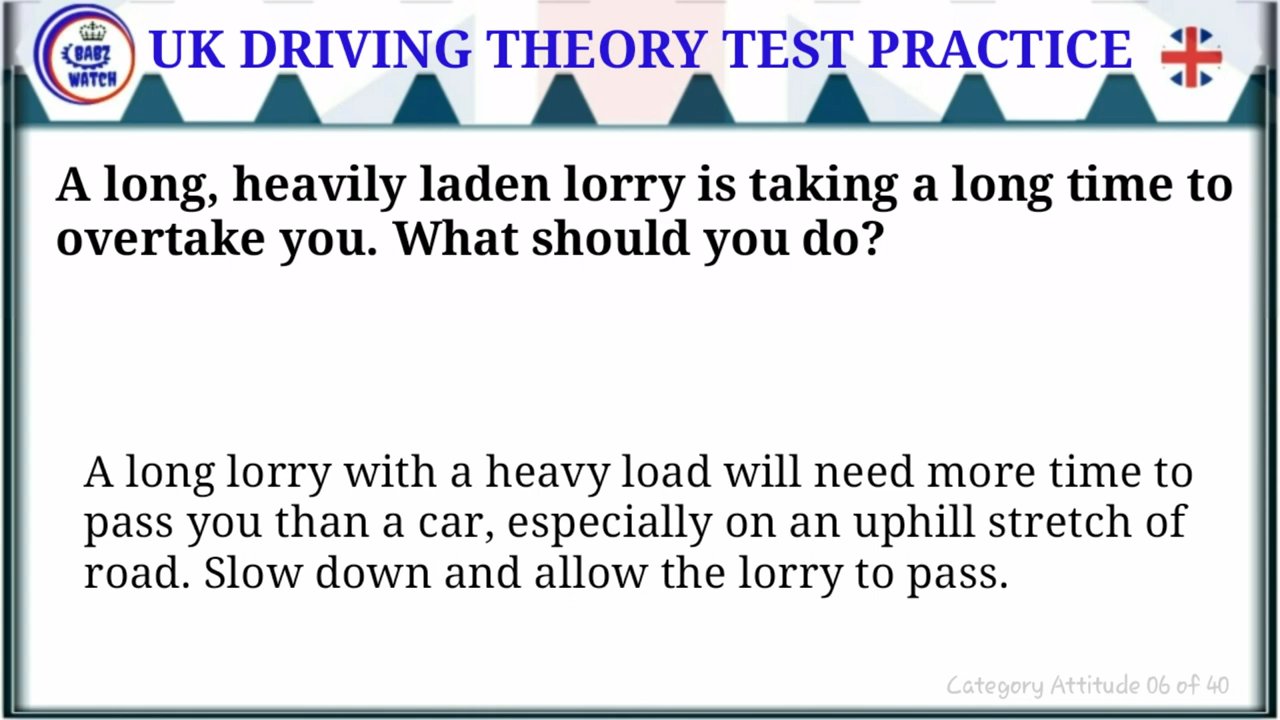 BABZ
WATCH
UK DRIVING THEORY TEST PRACTICE
A long, heavily laden lorry is taking a long time to
overtake you. What should you do?
A long lorry with a heavy load will need more time to
pass you than a car, especially on an uphill stretch of
road. Slow down and allow the lorry to pass.
Category Attitude 06 of 40